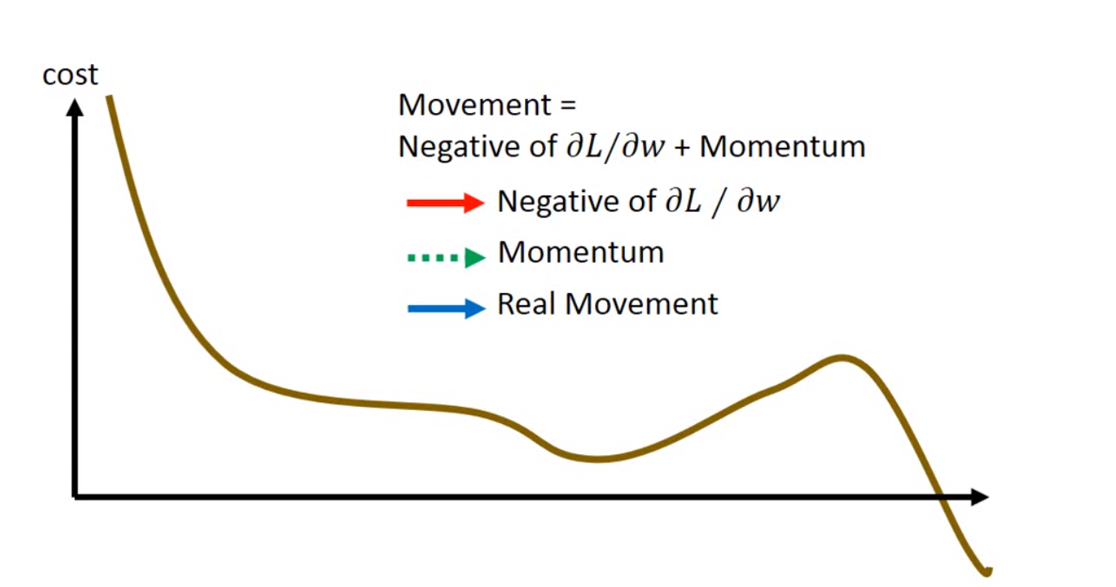 cost
Movement =
Negative of ∂L/∂w + Momentum
Negative of ∂L / ∂w
Momentum
Real Movement